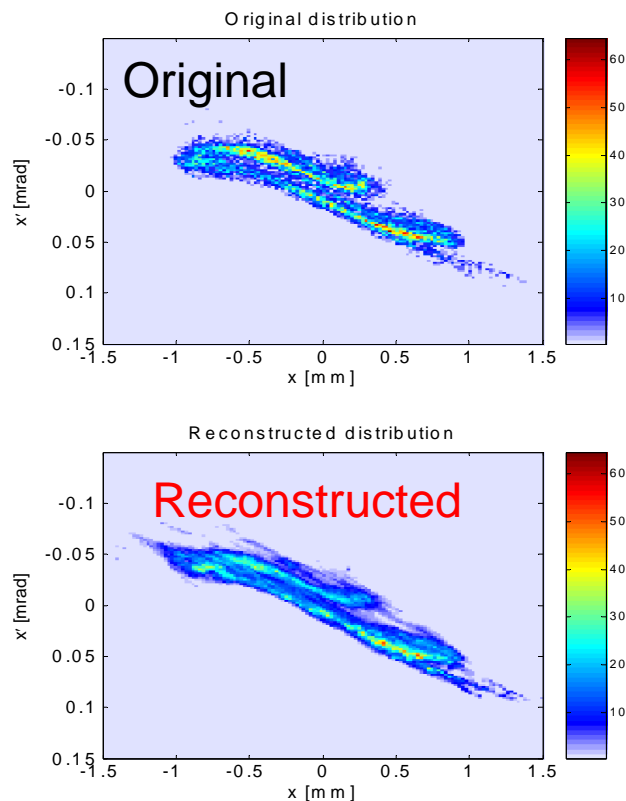 Original distribution
Original
-0.1
-0.05
0
0.05
0.1
0.15
x' [mrad]
-1.5 -1 -0.5 0 0.5 1 1.5
x [mm]
60
50
40
30
20
10
Reconstructed distribution
Reconstructed
-0.1
-0.05
0
0.05
0.1
0.15
x' [mrad]
-1.5 -1 -0.5 0 0.5 1 1.5
x [mm]
60
50
40
30
20
10